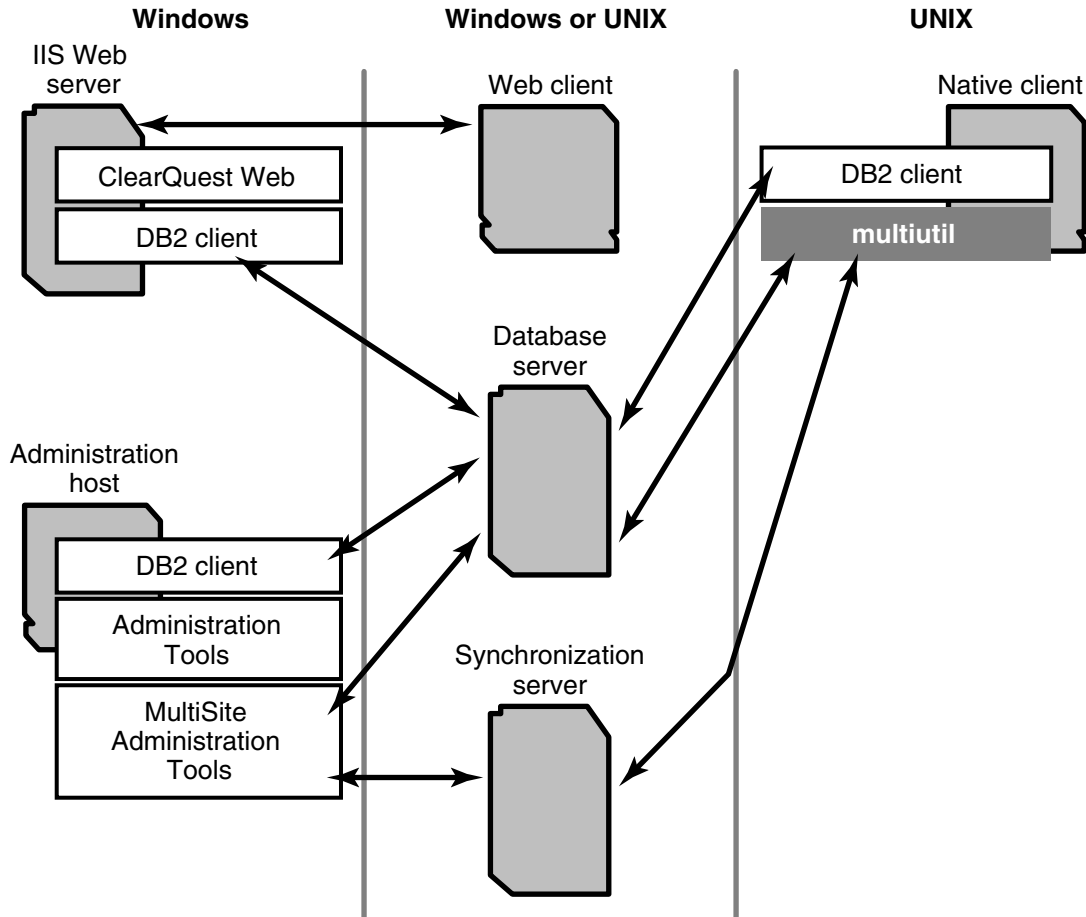 Windows
Windows or UNIX
UNIX
IIS Web
server
ClearQuest Web
DB2 client
Web client
Native client
DB2 client
multiutil
Database
server
Administration
host
DB2 client
Administration
Tools
MultiSite
Administration
Tools
Synchronization
server